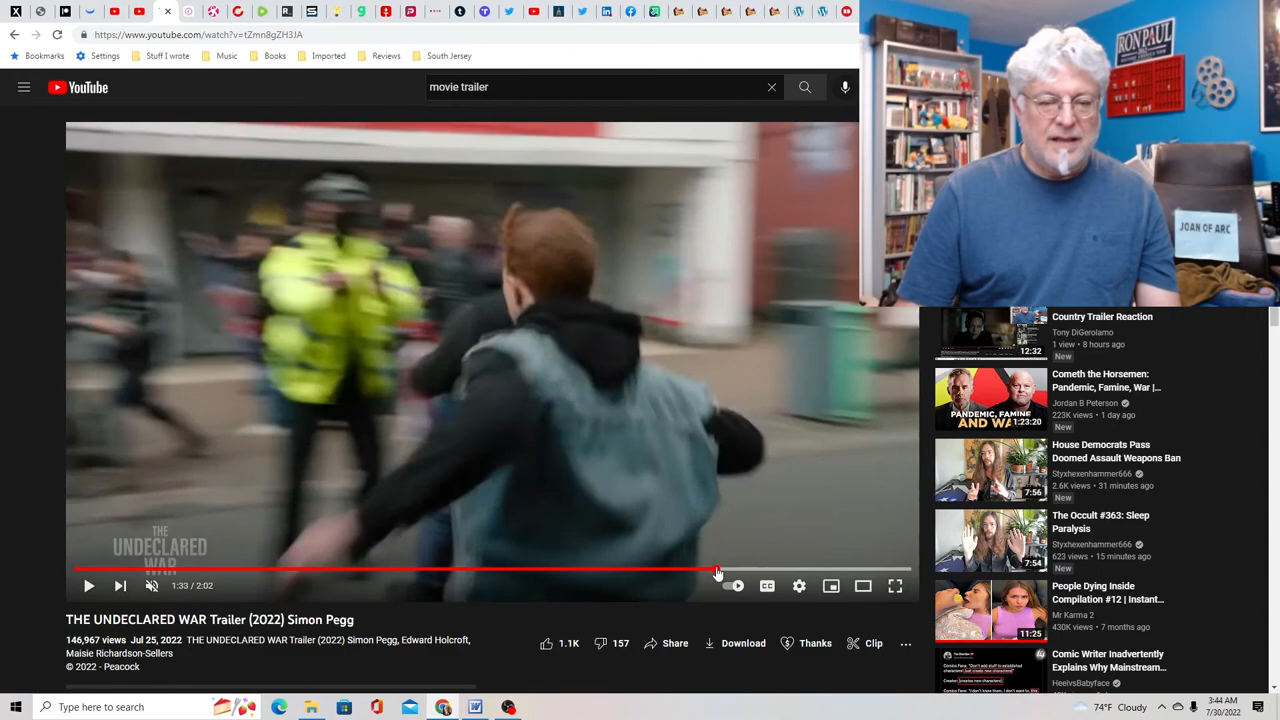 https://www.youtube.com/watch?v=tZmn8gZH3JA
Bookmarks
Settings
Stuff I wrote
Music
Books
Imported
Reviews
South Jersey
YouTube
movie trailer
RON PAUL
JOAN OF ARC
THE
UNDECLARED
WAR
1:33 / 2:02
THE UNDECLARED WAR Trailer (2022) Simon Pegg
146,967 views Jul 25, 2022 THE UNDECLARED WAR Trailer (2022) Simon Pegg, Edward Holcroft,
Maisie Richardson-Sellers
© 2022 - Peacock
1.1K
157
Share
Download
Thanks
Clip
Country Trailer Reaction
Tony DiGerolamo
1 view • 8 hours ago
New
12:32
Cometh the Horsemen:
Pandemic, Famine, War |...
Jordan B Peterson
223K views • 1 day ago
New
PANDEMIC, FAMINE
AND WA
1:23:20
House Democrats Pass
Doomed Assault Weapons Ban
Styxhexenhammer666
2.6K views • 31 minutes ago
New
7:56
The Occult #363: Sleep
Paralysis
Styxhexenhammer666
623 views • 15 minutes ago
New
7:54
People Dying Inside
Compilation #12 | Instant...
Mr Karma 2
430K views • 7 months ago
11:25
Comic Writer Inadvertently
Explains Why Mainstream...
HeelvsBabyface
Type here to search
74°F Cloudy
3:44 AM
7/30/2022